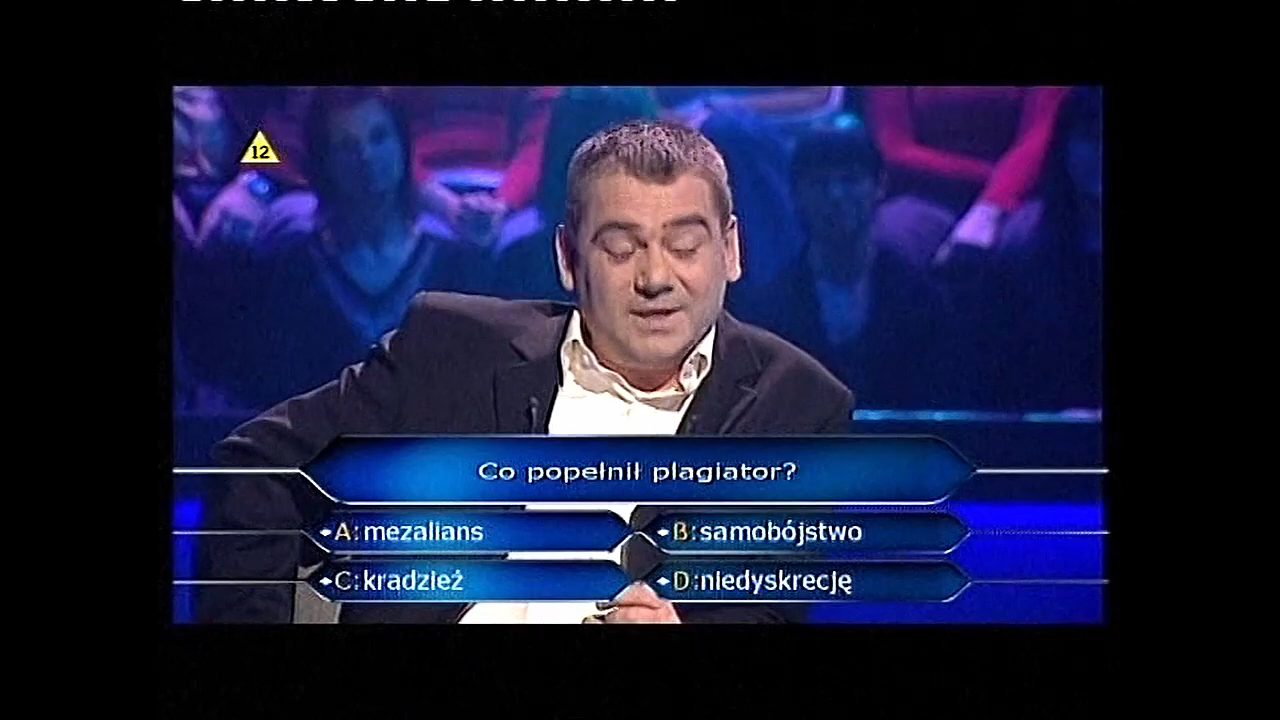 12
Co popełnił plagiator?
A: mezalians
B: samobójstwo
C: kradzież
D: niedyskrecję